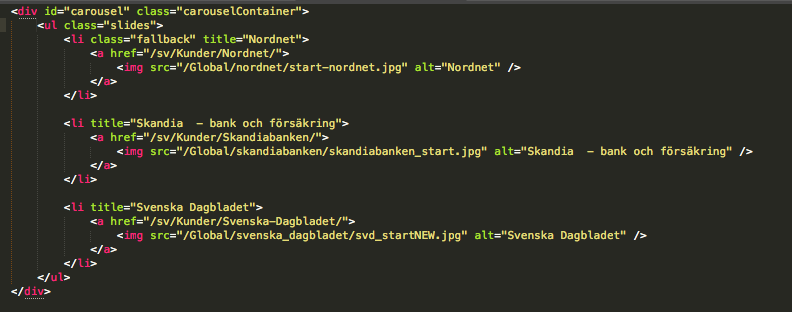 <div id="carousel" class="carouselContainer">
<ul class="slides">
<li class="fallback" title="Nordnet">
<a href="/sv/Kunder/Nordnet/">
<img src="/Global/nordnet/start-nordnet.jpg" alt="Nordnet" />
</a>
</li>
<li title="Skandia  - bank och försäkring">
<a href="/sv/Kunder/Skandiabanken/">
<img src="/Global/skandiabanken/skandiabanken_start.jpg" alt="Skandia  - bank och försäkring" />
</a>
</li>
<li title="Svenska Dagbladet">
<a href="/sv/Kunder/Svenska-Dagbladet/">
<img src="/Global/svenska_dagbladet/svd_startNEW.jpg" alt="Svenska Dagbladet" />
</a>
</li>
</ul>
</div>